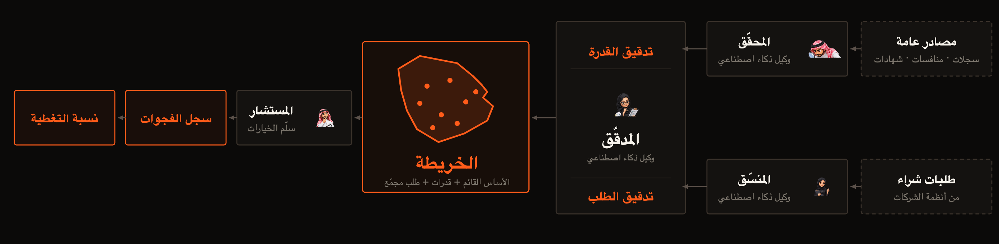 مصادر عامة
سجلات · منافسات · شهادات
المحقّق
وكيل ذكاء اصطناعي
طلبات شراء
من أنظمة الشركات
المنسّق
وكيل ذكاء اصطناعي
تدقيق القدرة
المدقّق
وكيل ذكاء اصطناعي
تدقيق الطلب
الخريطة
الأساس القائم + قدرات + طلب مجمّع
المستشار
سلّم الخيارات
سجل الفجوات
نسبة التغطية